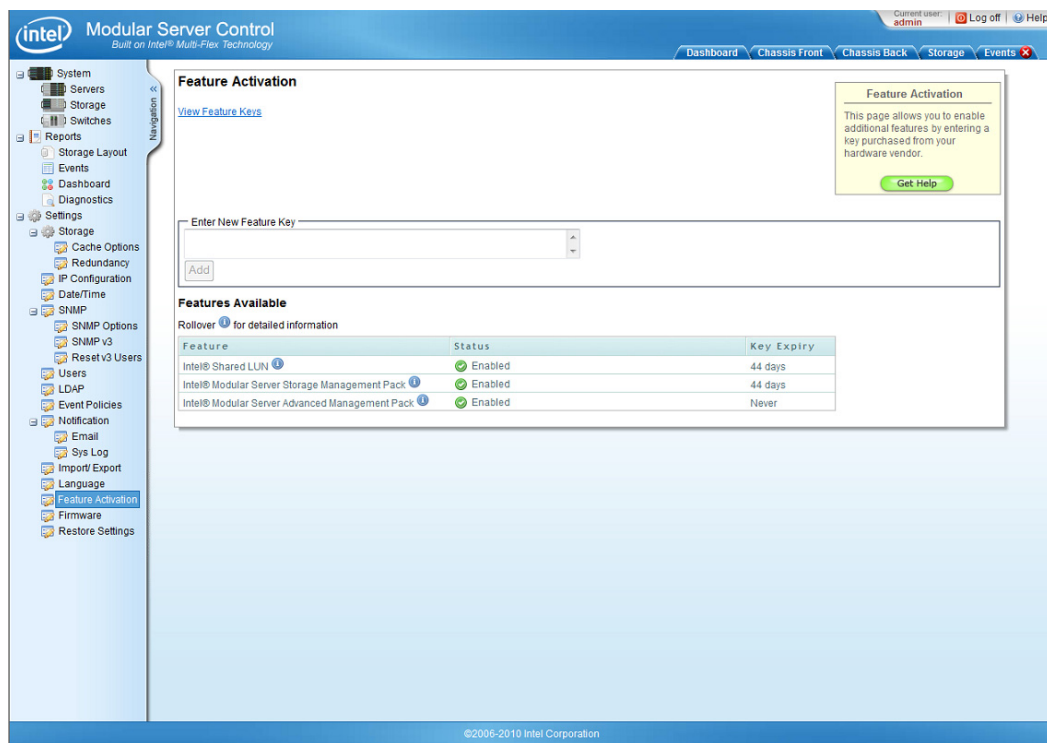 intel
Modular Server Control
Built on Intel® Multi-Flex Technology
Current user:
admin
Log off
Help
Dashboard
Chassis Front
Chassis Back
Storage
Events
System
Servers
Storage
Switches
Reports
Storage Layout
Events
Dashboard
Diagnostics
Settings
Storage
Cache Options
Redundancy
IP Configuration
Date/Time
SNMP
SNMP Options
SNMP v3
Reset v3 Users
Users
LDAP
Event Policies
Notification
Email
Sys Log
Import/ Export
Language
Feature Activation
Firmware
Restore Settings
«
Navigation
Feature Activation
View Feature Keys
Feature Activation
This page allows you to enable
additional features by entering a
key purchased from your
hardware vendor.
Get Help
Enter New Feature Key
Add
Features Available
Rollover i for detailed information
Feature Status Key Expiry
Intel® Shared LUN i Enabled 44 days
Intel® Modular Server Storage Management Pack i Enabled 44 days
Intel® Modular Server Advanced Management Pack i Enabled Never
©2006-2010 Intel Corporation